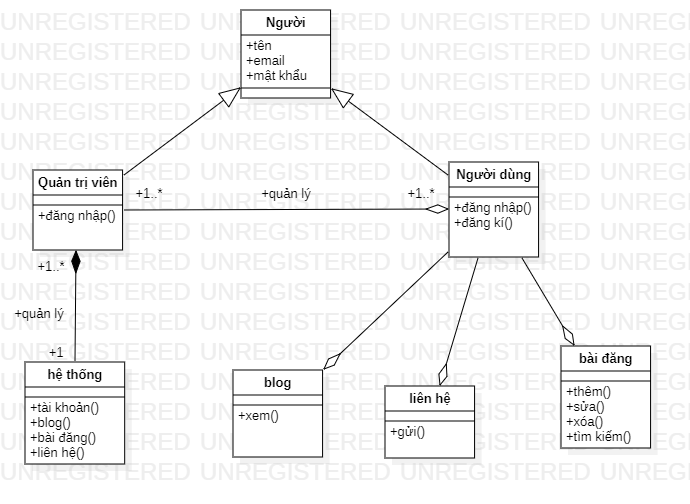 Người
+tên
+email
+mật khẩu
Quản trị viên
+đăng nhập()
+1..*
+quản lý
+1..*
Người dùng
+đăng nhập()
+đăng kí()
+1..*
+quản lý
+1
hệ thống
+tài khoản()
+blog()
+bài đăng()
+liên hệ()
blog
+xem()
liên hệ
+gửi()
bài đăng
+thêm()
+sửa()
+xóa()
+tìm kiếm()
UNREGISTERED